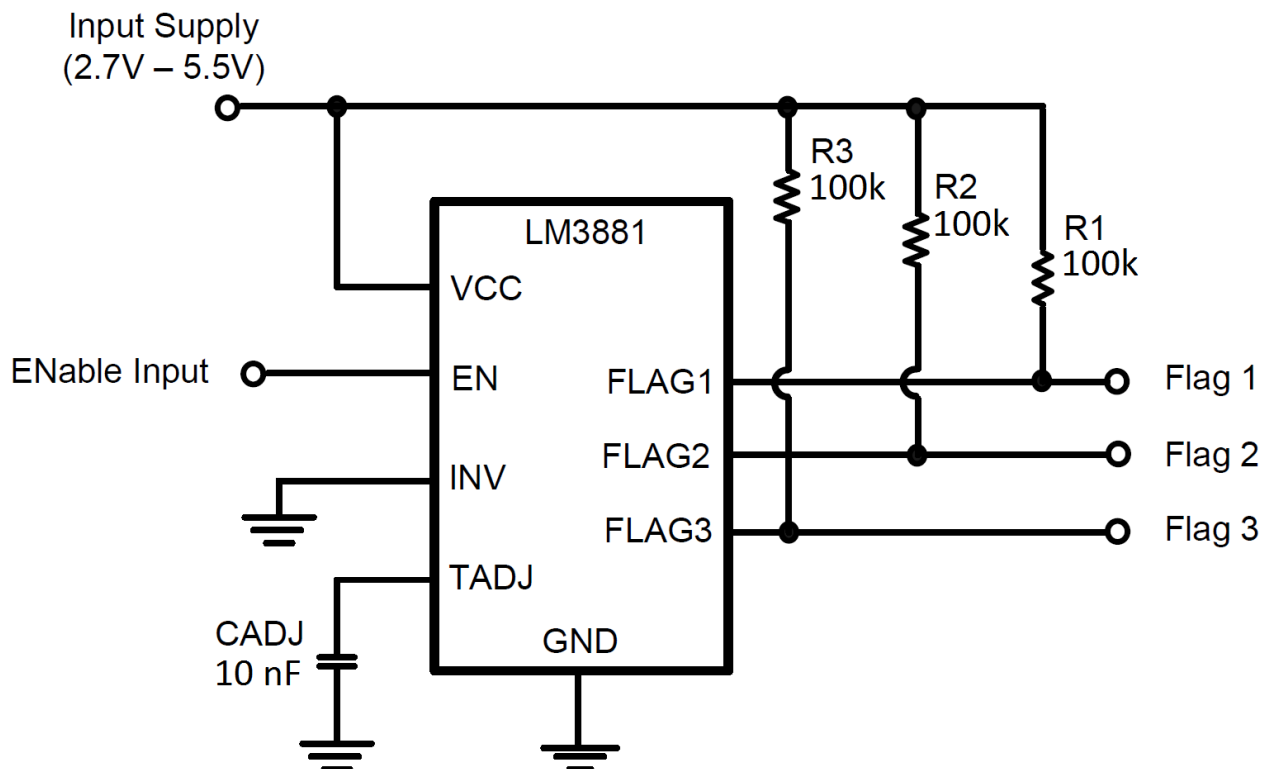 Input Supply
(2.7V – 5.5V)
R3
100k
R2
100k
R1
100k
LM3881
VCC
ENable Input
EN
FLAG1
Flag 1
FLAG2
Flag 2
INV
FLAG3
Flag 3
TADJ
CADJ
10 nF
GND